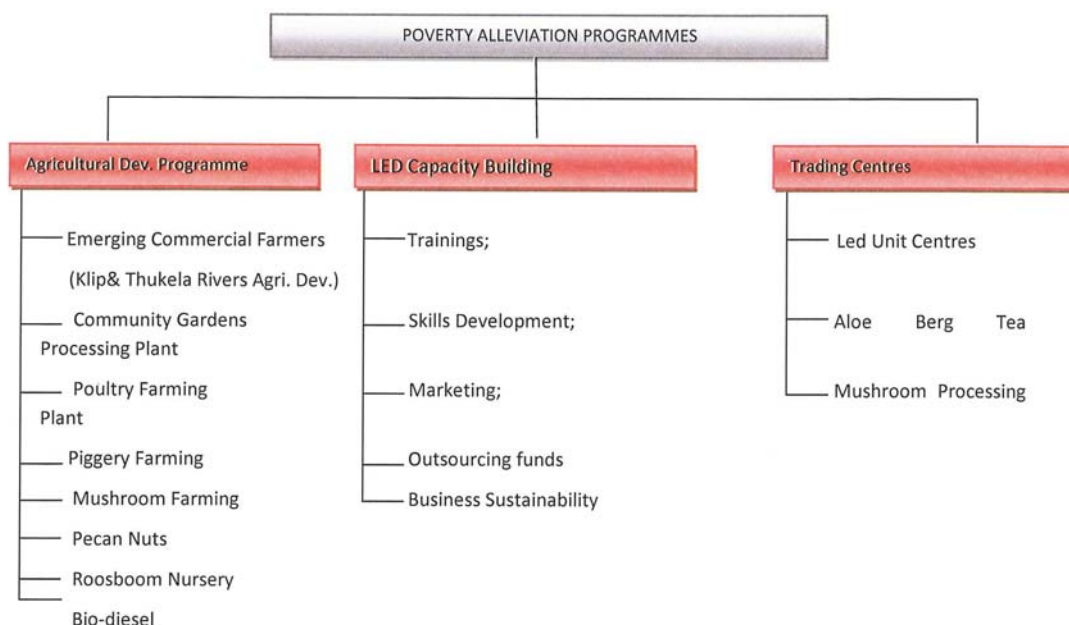 POVERTY ALLEVIATION PROGRAMMES
Agricultural Dev. Programme
Emerging Commercial Farmers
(Klip& Thukela Rivers Agri. Dev.)
Community Gardens
Processing Plant
Poultry Farming
Plant
Piggery Farming
Mushroom Farming
Pecan Nuts
Roosboom Nursery
Bio-diesel
LED Capacity Building
Trainings;
Skills Development;
Marketing;
Outsourcing funds
Business Sustainability
Trading Centres
Led Unit Centres
Aloe Berg Tea
Mushroom Processing